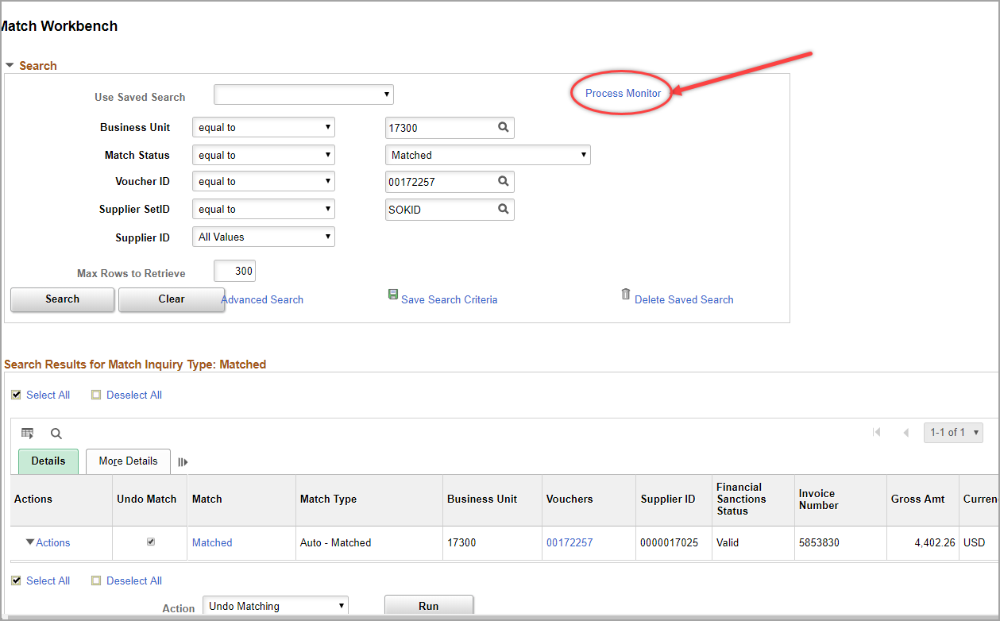 Match Workbench
Search
Use Saved Search
Process Monitor
Business Unit equal to 17300
Match Status equal to Matched
Voucher ID equal to 00172257
Supplier SetID equal to SOKID
Supplier ID All Values
Max Rows to Retrieve 300
Search Clear Advanced Search Save Search Criteria Delete Saved Search
Search Results for Match Inquiry Type: Matched
Select All Deselect All
1-1 of 1
Details More Details
Actions Undo Match Match Match Type Business Unit Vouchers Supplier ID Financial Sanctions Status Invoice Number Gross Amt Curren
Actions Matched Auto - Matched 17300 00172257 0000017025 Valid 5853830 4,402.26 USD
Select All Deselect All
Action Undo Matching Run